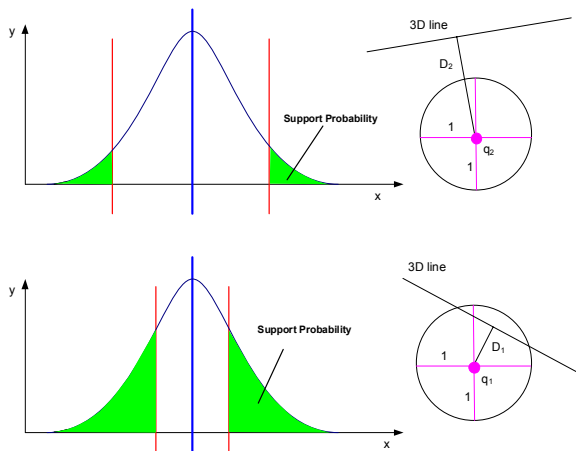 y
3D line
D2
Support Probability
1
q2
1
x
y
3D line
Support Probability
D1
1
q1
1
x